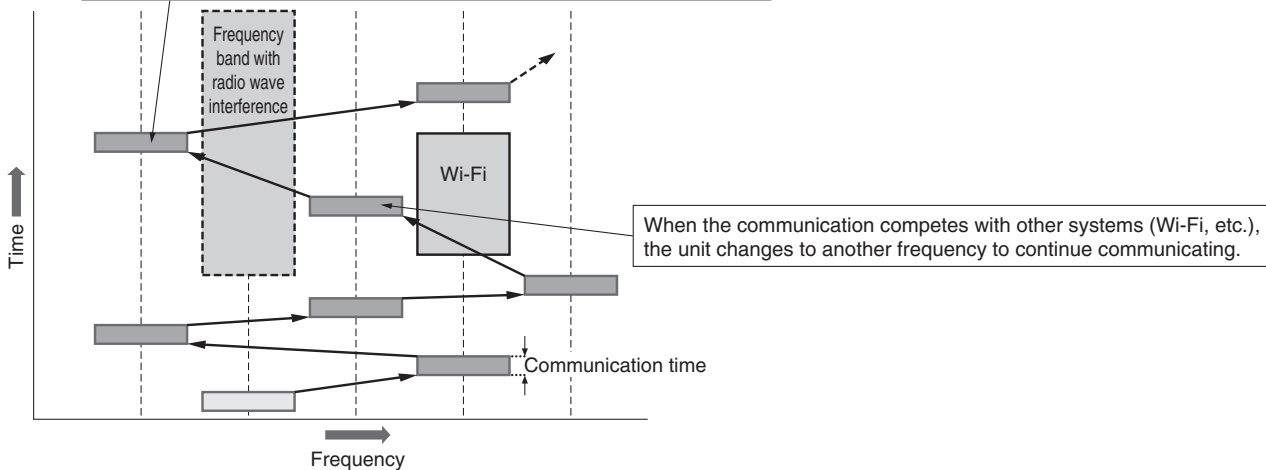 Frequency
band with
radio wave
interference
Wi-Fi
When the communication competes with other systems (Wi-Fi, etc.),
the unit changes to another frequency to continue communicating.
Time
Communication time
Frequency